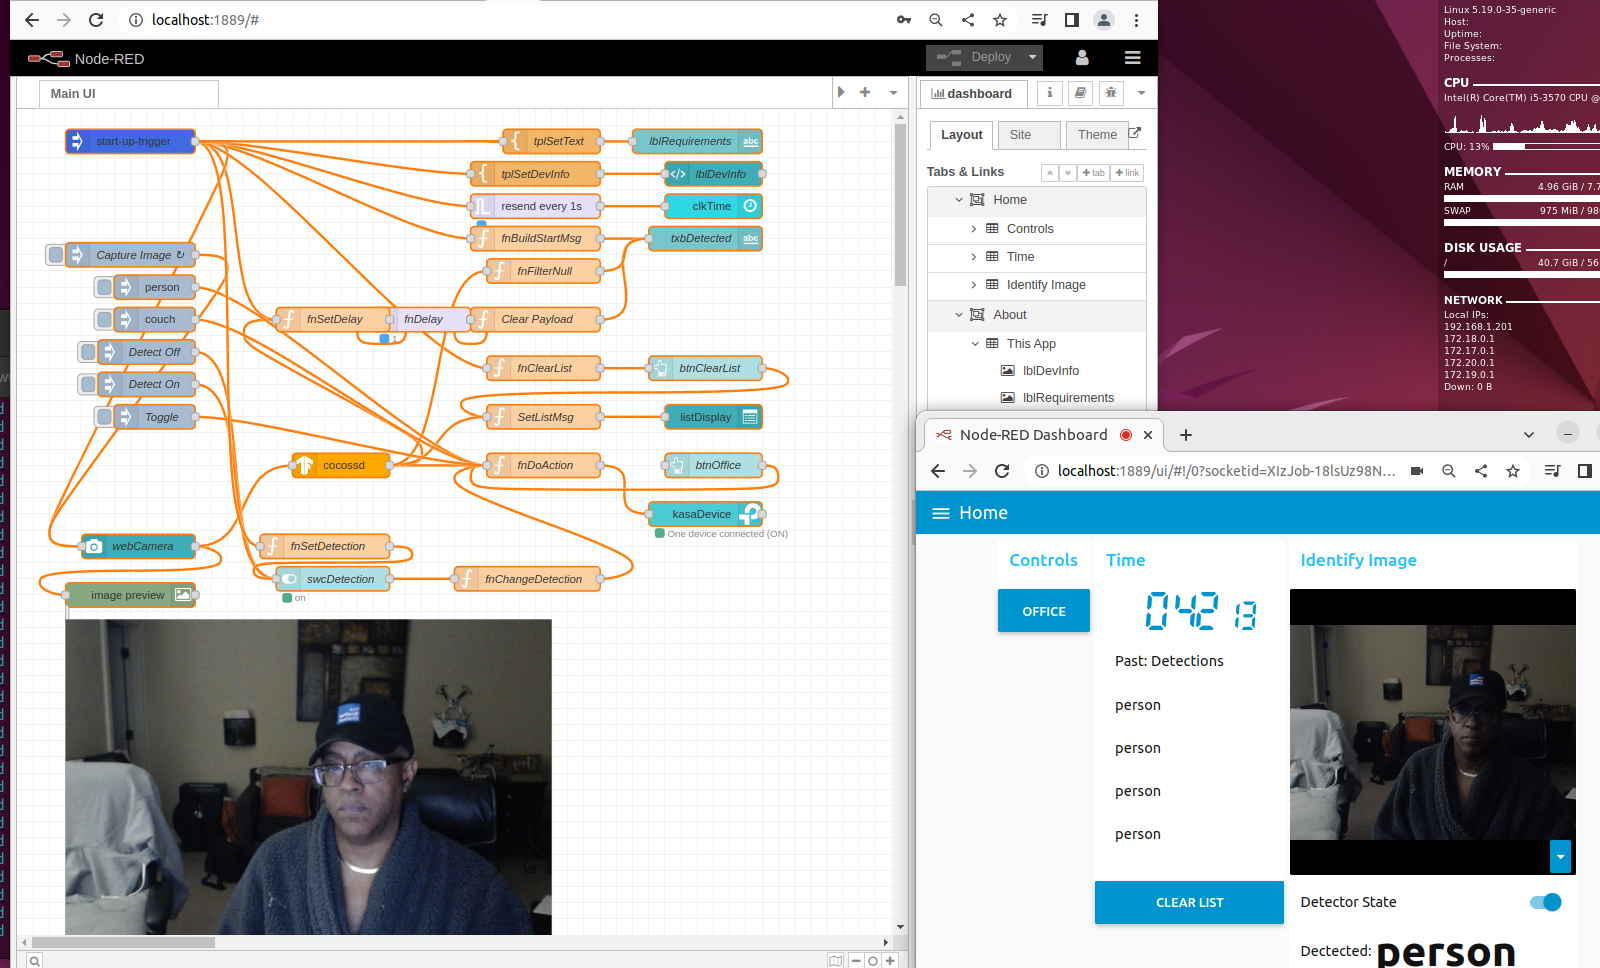 localhost:1889/#
Node-RED
Deploy
Main UI
start-up-trigger
tplSetText
lblRequirements
abc
tplSetDevInfo
lblDevInfo
resend every 1s
clkTime
fnBuildStartMsg
txbDetected
abc
Capture Image ↻
fnFilterNull
person
couch
fnSetDelay
fnDelay
Clear Payload
1
Detect Off
fnClearList
btnClearList
Detect On
Toggle
SetListMsg
listDisplay
cocossd
fnDoAction
btnOffice
kasaDevice
One device connected (ON)
webCamera
fnSetDetection
swcDetection
on
fnChangeDetection
image preview
dashboard
Layout
Site
Theme
Tabs & Links
tab
link
Home
Controls
Time
Identify Image
About
This App
lblDevInfo
lblRequirements
Linux 5.19.0-35-generic
Host:
Uptime:
File System:
Processes:
CPU
Intel(R) Core(TM) i5-3570 CPU @
CPU: 13%
MEMORY
RAM 4.96 GiB / 7.7
SWAP 975 MiB / 98
DISK USAGE
/ 40.7 GiB / 56
NETWORK
Local IPs:
192.168.1.201
172.18.0.1
172.17.0.1
172.20.0.1
172.19.0.1
Down: 0 B
Node-RED Dashboard
localhost:1889/ui/#!/0?socketid=XIzJob-18lsUz98N...
Home
Controls
Time
Identify Image
OFFICE
04:2 13
Past: Detections
person
person
person
person
CLEAR LIST
Detector State
Dectected: person